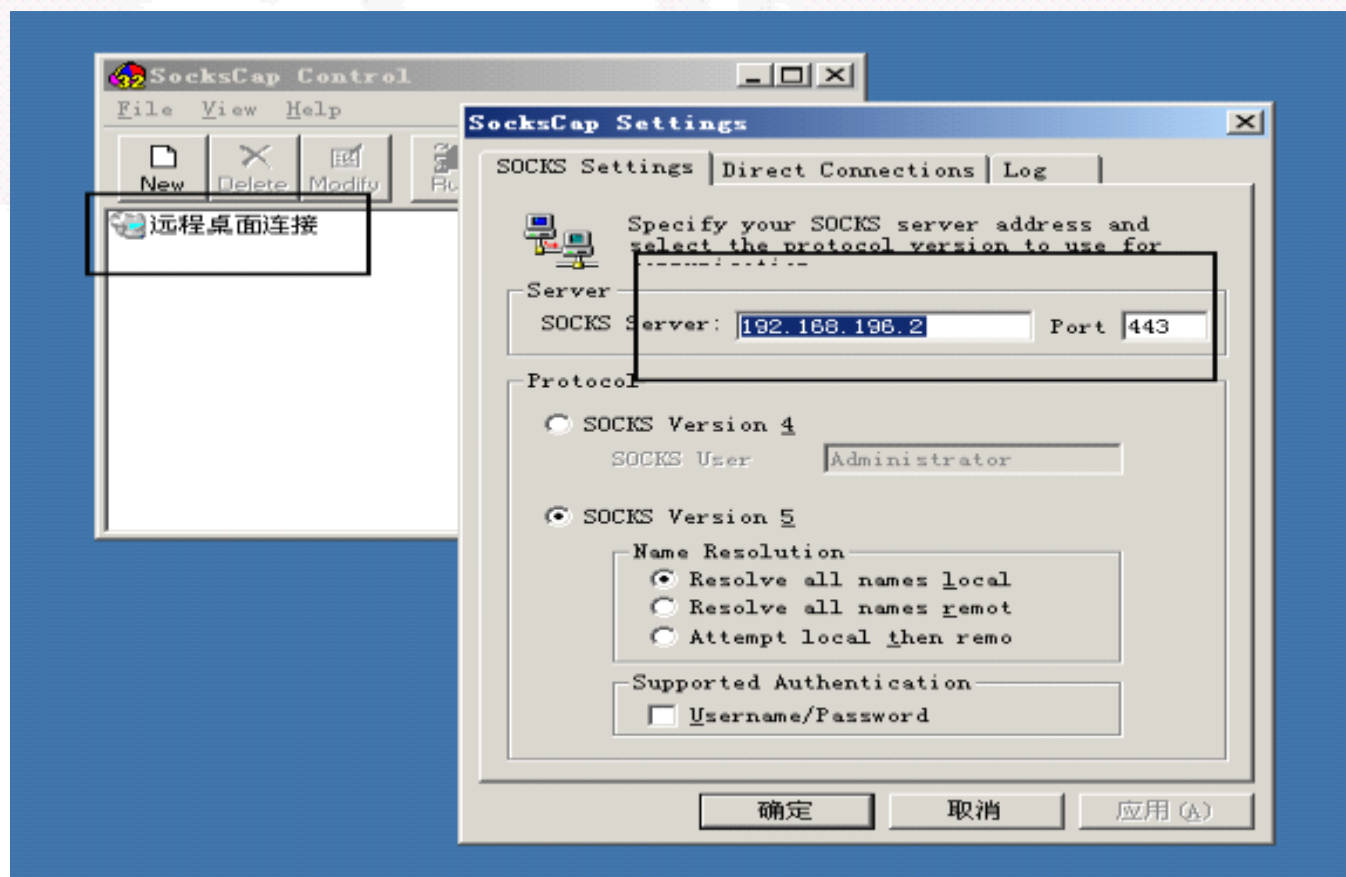 SocksCap Control
File View Help
New Delete Modify
远程桌面连接
SocksCap Settings
SOCKS Settings Direct Connections Log
Specify your SOCKS server address and
select the protocol version to use for
Server
SOCKS Server: 192.168.196.2 Port 443
Protocol
SOCKS Version 4
SOCKS User Administrator
SOCKS Version 5
Name Resolution
Resolve all names local
Resolve all names remot
Attempt local then remo
Supported Authentication
Username/Password
确定 取消 应用(A)